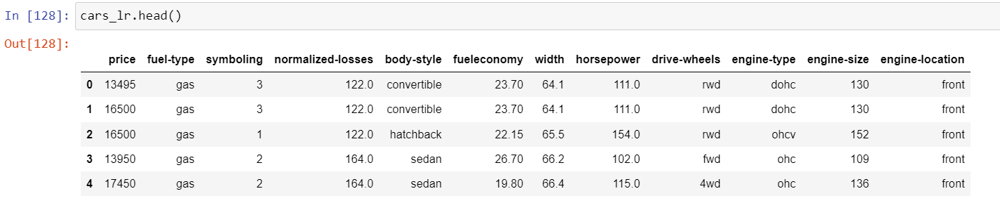 In [128]: cars_lr.head()
Out[128]:
price fuel-type symboling normalized-losses body-style fueleconomy width horsepower drive-wheels engine-type engine-size engine-location
0 13495 gas 3 122.0 convertible 23.70 64.1 111.0 rwd dohc 130 front
1 16500 gas 3 122.0 convertible 23.70 64.1 111.0 rwd dohc 130 front
2 16500 gas 1 122.0 hatchback 22.15 65.5 154.0 rwd ohcv 152 front
3 13950 gas 2 164.0 sedan 26.70 66.2 102.0 fwd ohc 109 front
4 17450 gas 2 164.0 sedan 19.80 66.4 115.0 4wd ohc 136 front